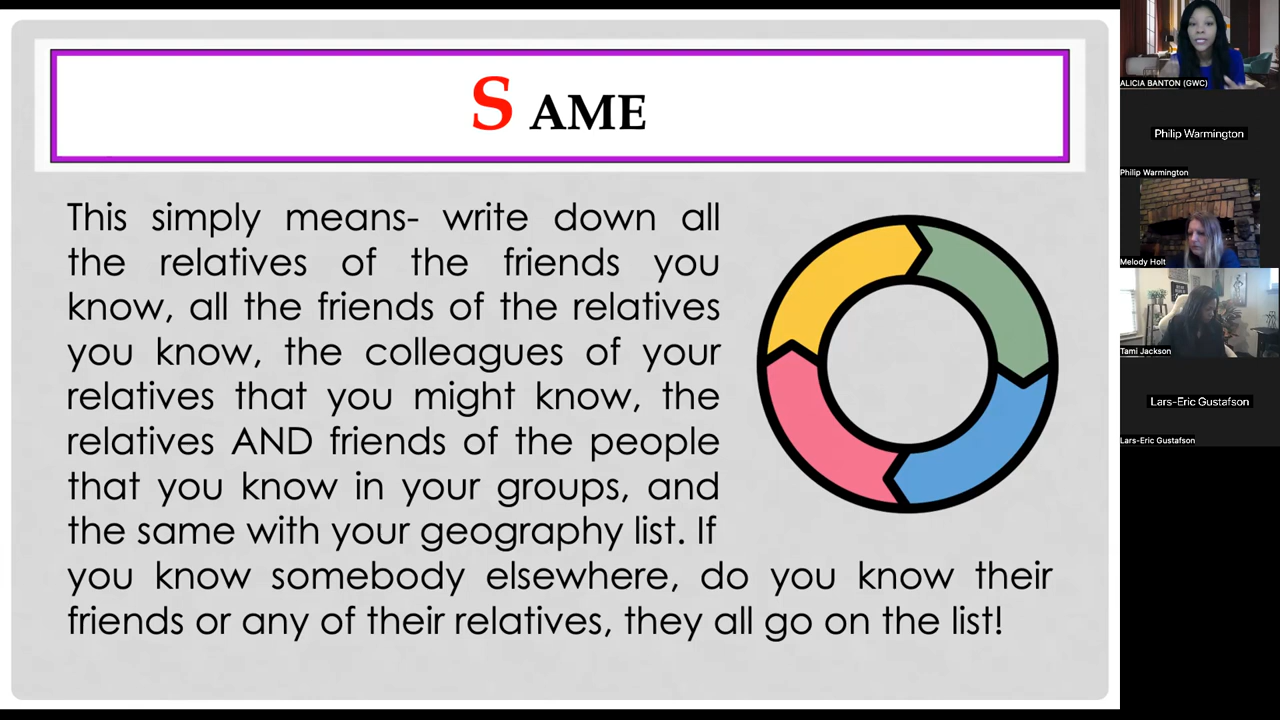 S AME
This simply means- write down all
the relatives of the friends you
know, all the friends of the relatives
you know, the colleagues of your
relatives that you might know, the
relatives AND friends of the people
that you know in your groups, and
the same with your geography list. If
you know somebody elsewhere, do you know their
friends or any of their relatives, they all go on the list!
ALICIA BANTON (GWC)
Philip Warmington
Philip Warmington
Melody Holt
Tami Jackson
Lars-Eric Gustafson
Lars-Eric Gustafson